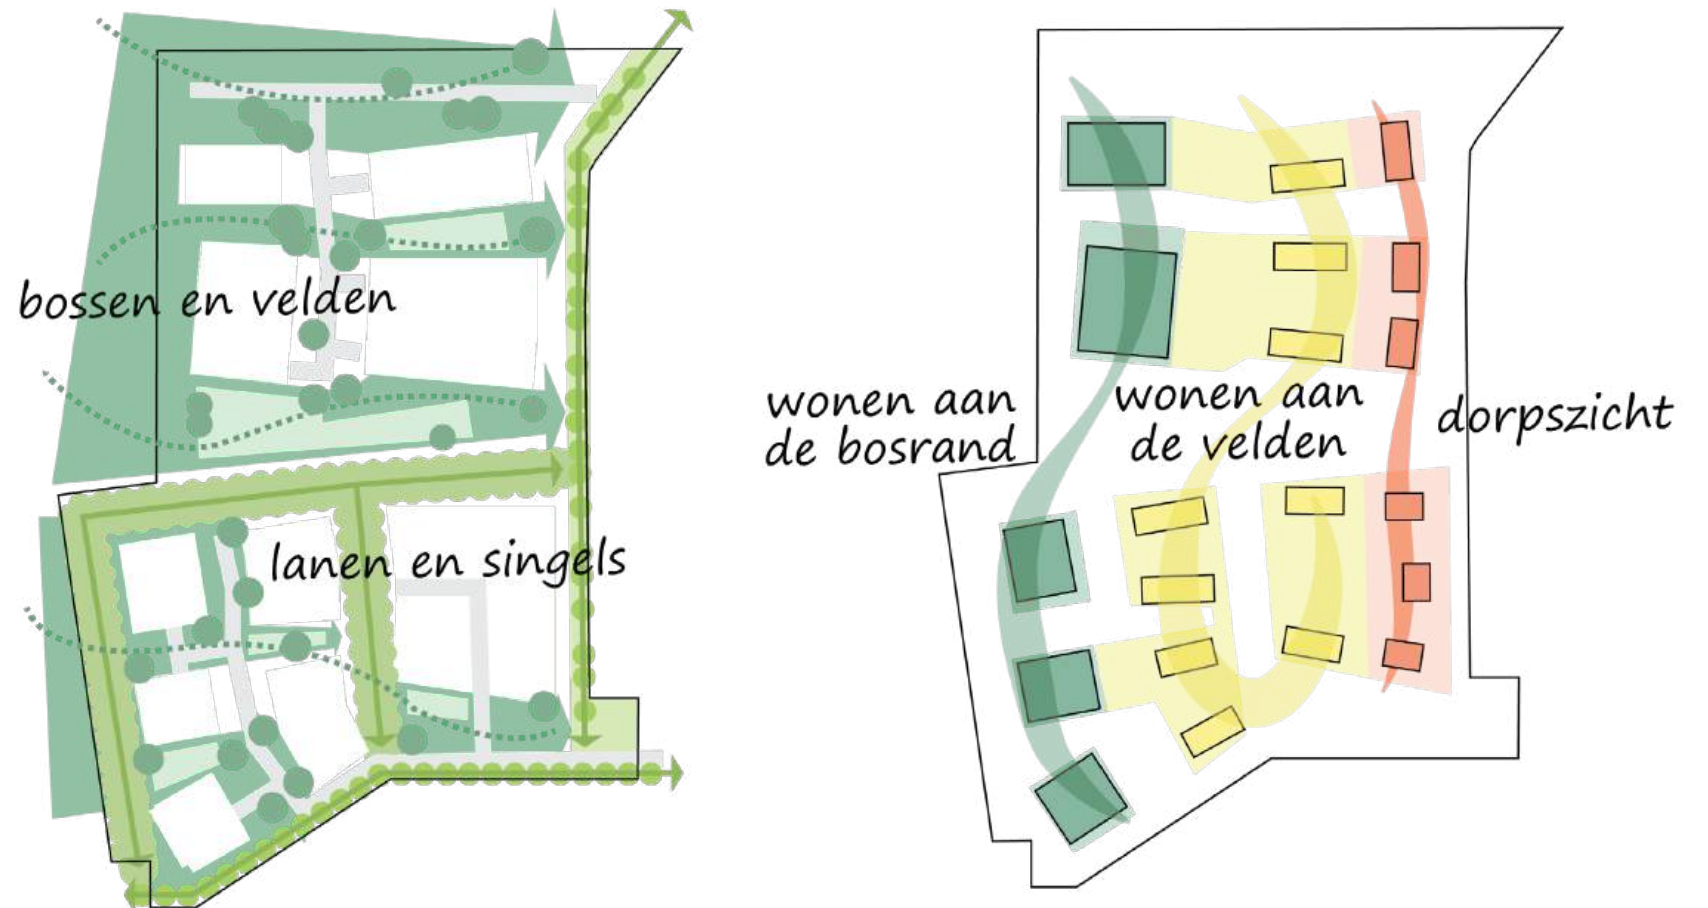 bossen en velden
lanen en singels
wonen aan
de bosrand
wonen aan
de velden
dorpszicht